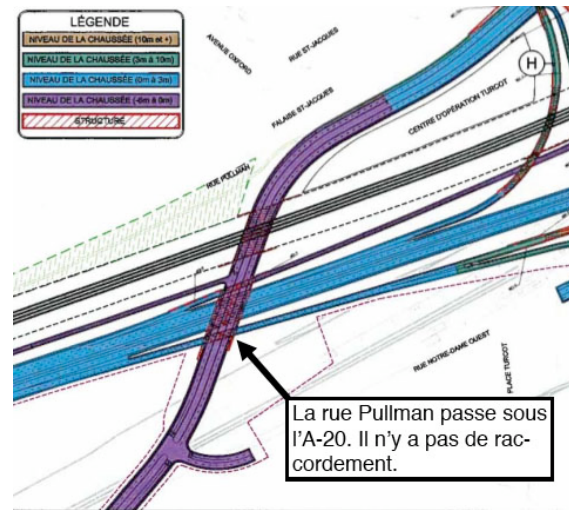 LÉGENDE
NIVEAU DE LA CHAUSSÉE (10m et +)
NIVEAU DE LA CHAUSSÉE (3m à 10m)
NIVEAU DE LA CHAUSSÉE (0m à 3m)
NIVEAU DE LA CHAUSSÉE (-6m à 0m)
STRUCTURE
AVENUE OXFORD
RUE ST-JACQUES
FALAISE ST-JACQUES
CENTRE D'OPÉRATION TURCOT
H
RUE PULLMAN
RUE NOTRE-DAME OUEST
PLACE TURCOT
La rue Pullman passe sous
l'A-20. Il n'y a pas de rac-
cordement.